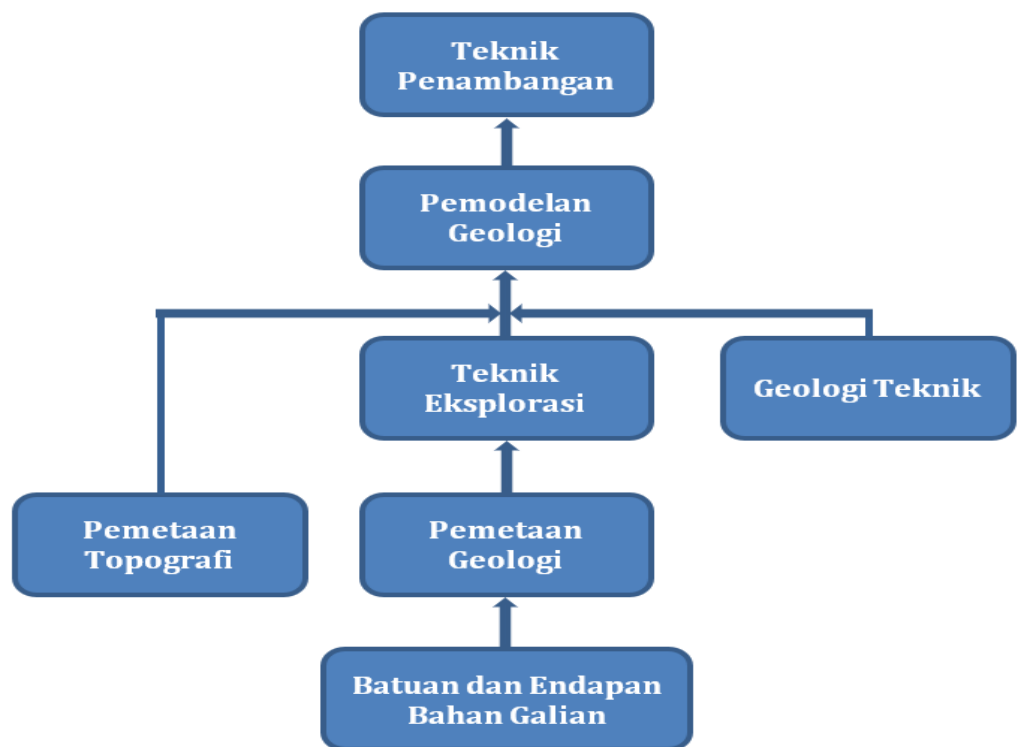 Teknik
Penambangan
Pemodelan
Geologi
Teknik
Eksplorasi
Geologi Teknik
Pemetaan
Topografi
Pemetaan
Geologi
Batuan dan Endapan
Bahan Galian